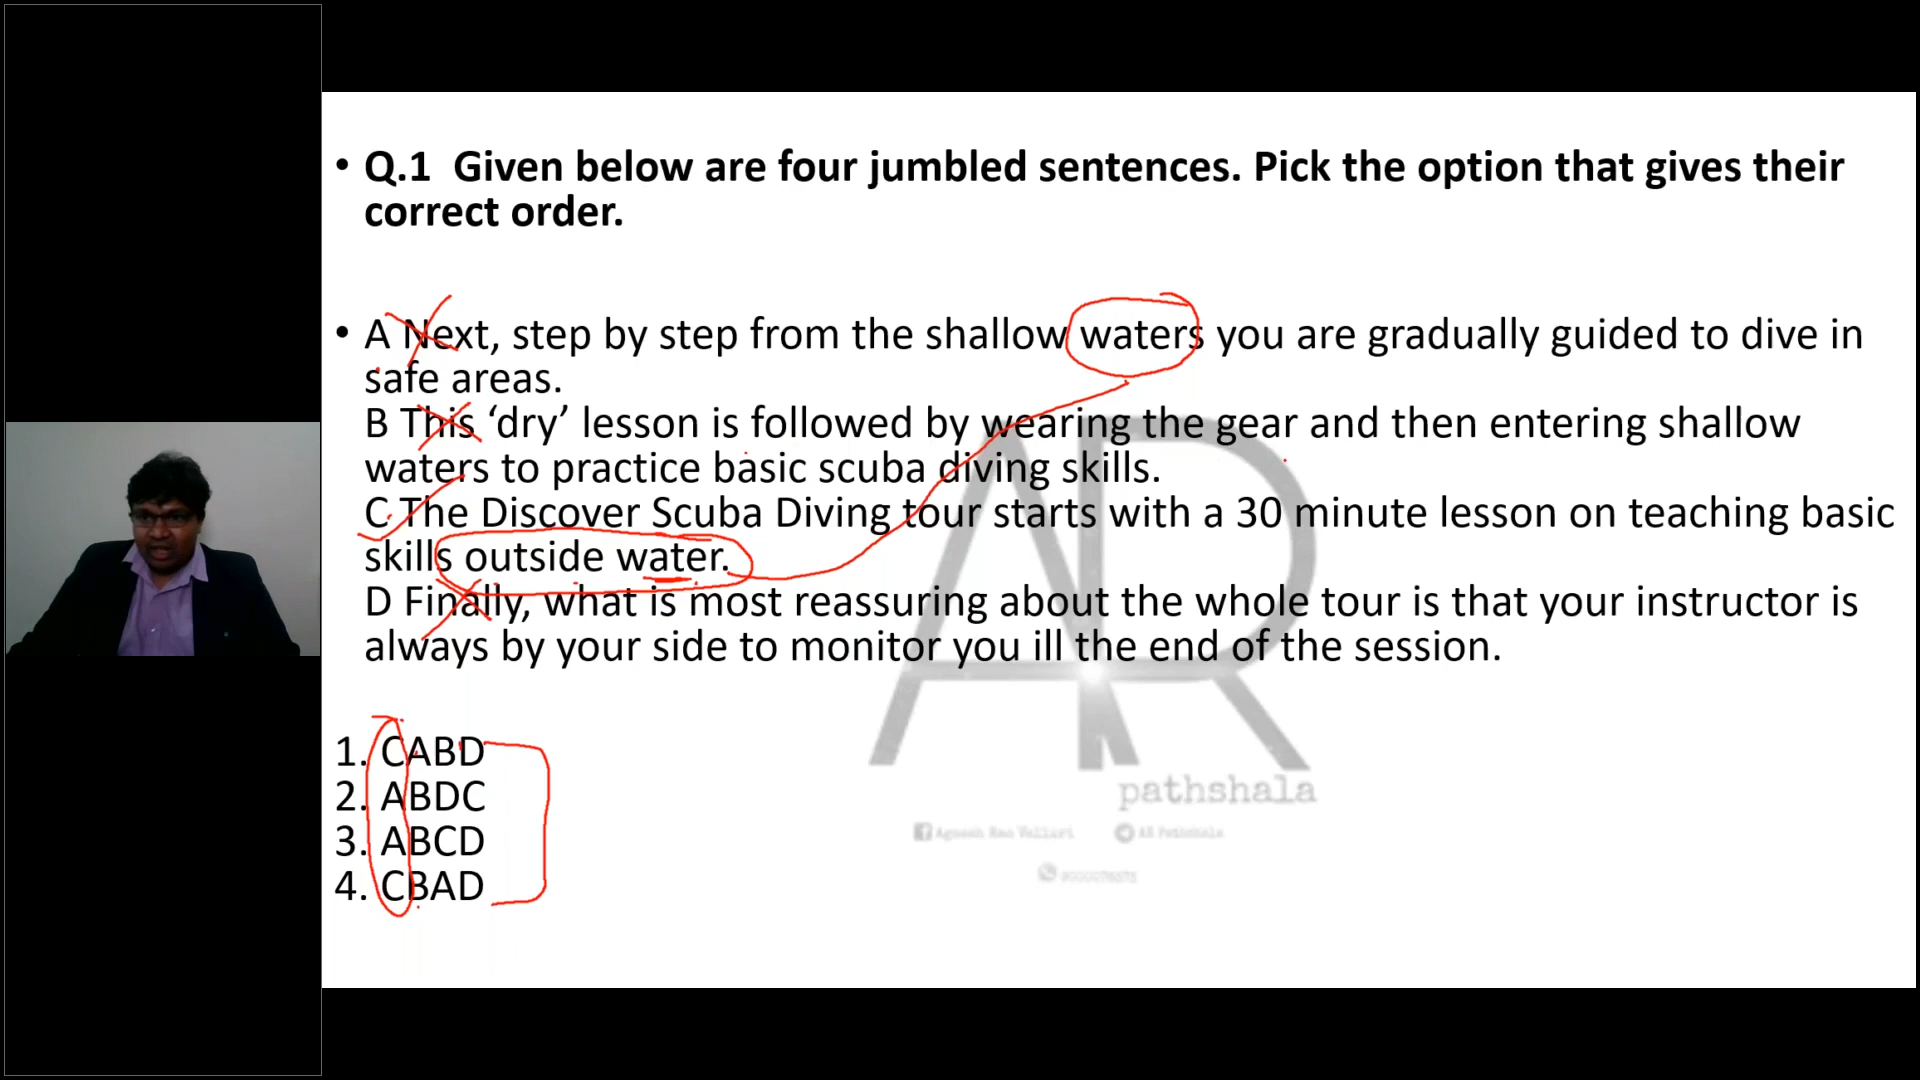 • Q.1 Given below are four jumbled sentences. Pick the option that gives their
correct order.
• A Next, step by step from the shallow waters you are gradually guided to dive in
safe areas.
B This ‘dry’ lesson is followed by wearing the gear and then entering shallow
waters to practice basic scuba diving skills.
C The Discover Scuba Diving tour starts with a 30 minute lesson on teaching basic
skills outside water.
D Finally, what is most reassuring about the whole tour is that your instructor is
always by your side to monitor you ill the end of the session.
1. CABD
2. ABDC
3. ABCD
4. CBAD
AR
pathshala